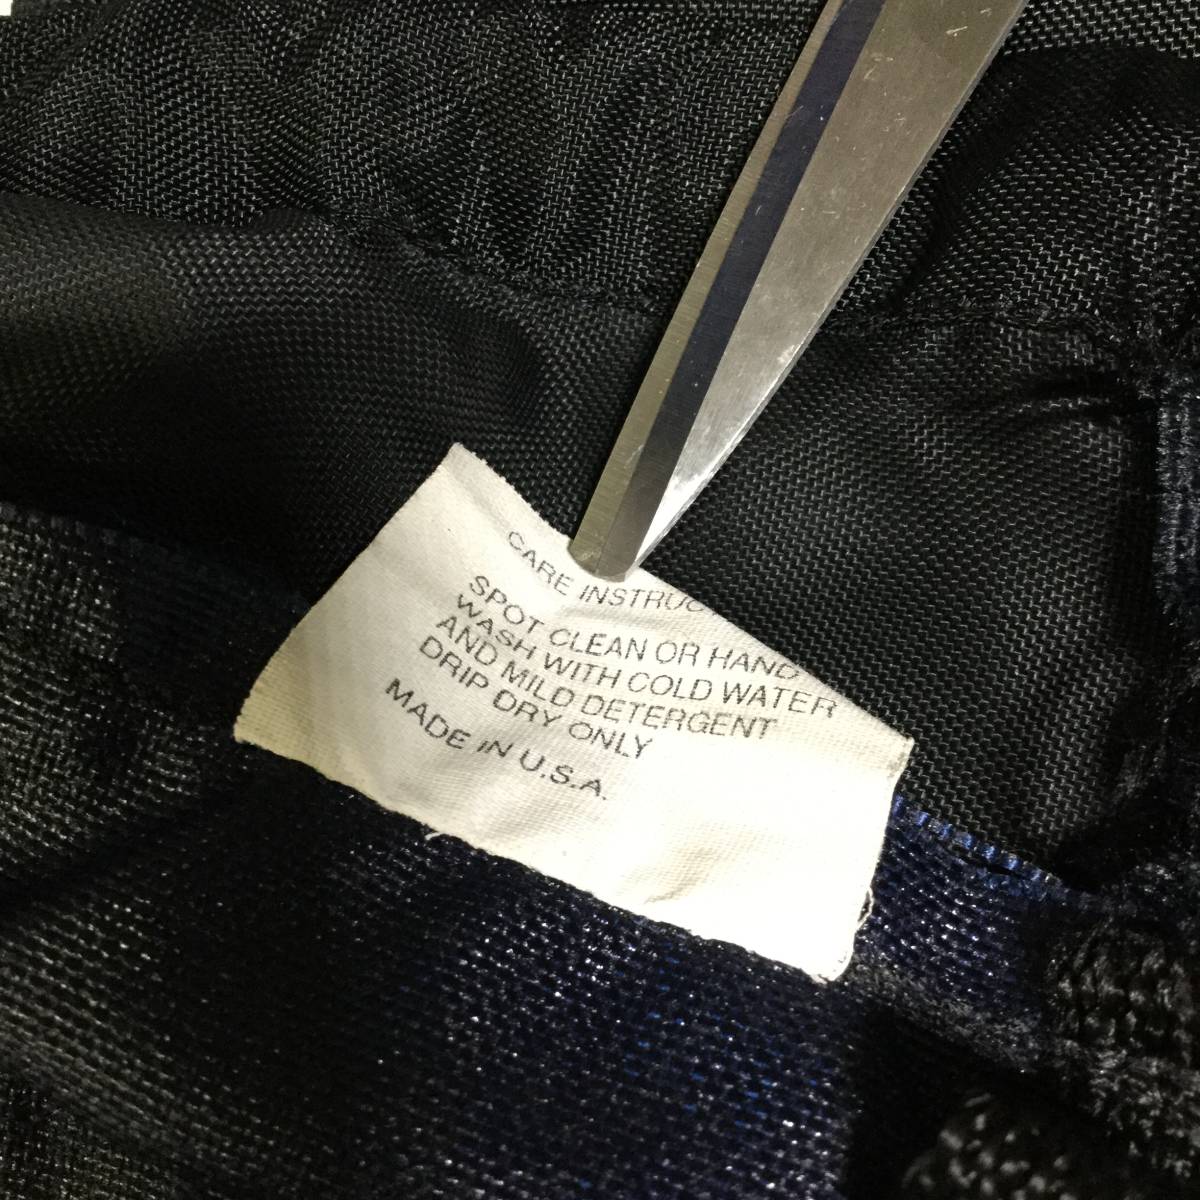 CARE INSTRUC
SPOT CLEAN OR HAND
WASH WITH COLD WATER
AND MILD DETERGENT
DRIP DRY ONLY
MADE IN U.S.A.